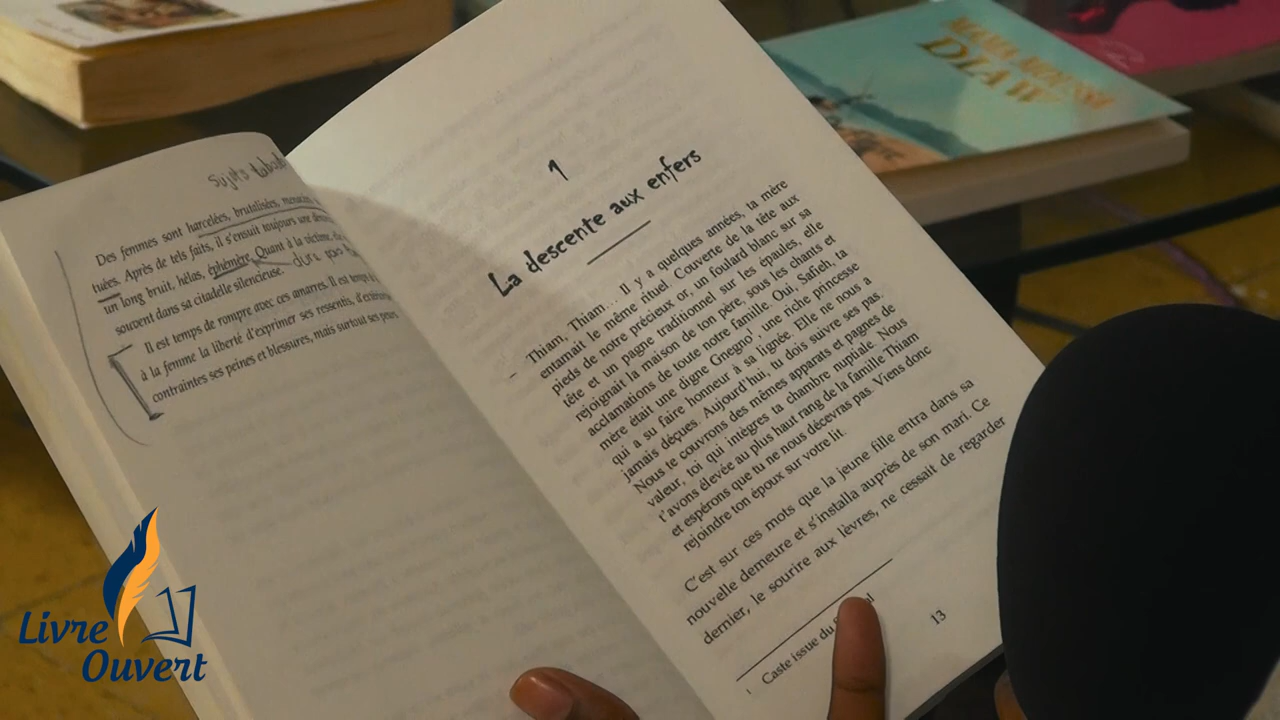 Sujets
Des femmes sont harcelées, brutalisées,
tuées. Après de tels faits, il s'ensuit toujours une
un long bruit, hélas, éphémère. Quant à la victime,
souvent dans sa citadelle silencieuse.
Il est temps de rompre avec ces amarres. Il est temps
à la femme la liberté d'exprimer ses ressentis,
contraintes ses peines et blessures, mais surtout ses
1
La descente aux enfers
- Thiam, Thiam... Il y a quelques années, ta mère
entamait le même rituel. Couverte de la tête aux
pieds de notre précieux or, un foulard blanc sur sa
tête et un pagne traditionnel sur les épaules, elle
rejoignait la maison de ton père, sous les chants et
acclamations de toute notre famille. Oui, Safieh, ta
mère était une digne Gnegno¹, une riche princesse
qui a su faire honneur à sa lignée. Elle ne nous a
jamais déçues. Aujourd'hui, tu dois suivre ses pas.
Nous te couvrons des mêmes apparats et pagnes de
valeur, toi qui intègres ta chambre nuptiale. Nous
t'avons élevée au plus haut rang de la famille Thiam
et espérons que tu ne nous décevras pas. Viens donc
rejoindre ton époux sur votre lit.
C'est sur ces mots que la jeune fille entra dans sa
nouvelle demeure et s'installa auprès de son mari. Ce
dernier, le sourire aux lèvres, ne cessait de regarder
¹ Caste issue du
13
DIAW
Livre
Ouvert